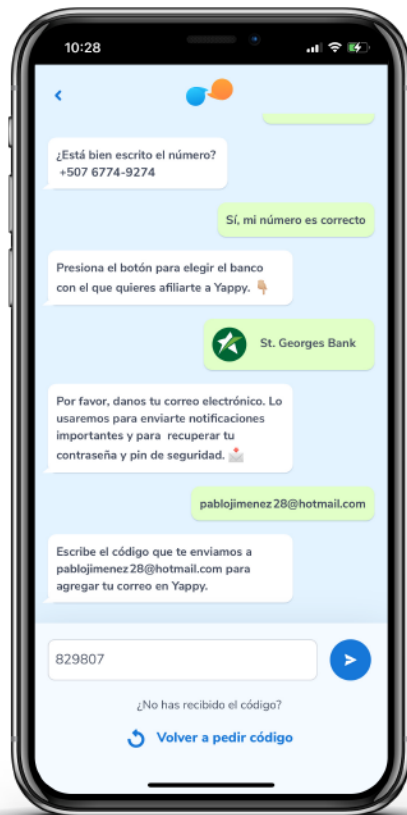 10:28
¿Está bien escrito el número?
+507 6774-9274
Sí, mi número es correcto
Presiona el botón para elegir el banco
con el que quieres afiliarte a Yappy. 👇🏼
St. Georges Bank
Por favor, danos tu correo electrónico. Lo
usaremos para enviarte notificaciones
importantes y para recuperar tu
contraseña y pin de seguridad. 📩
pablojimenez28@hotmail.com
Escribe el código que te enviamos a
pablojimenez28@hotmail.com para
agregar tu correo en Yappy.
829807
¿No has recibido el código?
Volver a pedir código